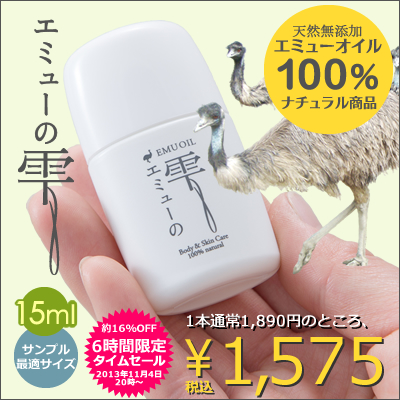 エミューの雫
天然無添加
エミューオイル
100%
ナチュラル商品
EMU OIL
エミューの雫
Body & Skin Care
100% natural
15ml
サンプル
最適サイズ
約16%OFF
6時間限定
タイムセール
2013年11月4日
20時～
1本通常1,890円のところ、
税込
¥1,575